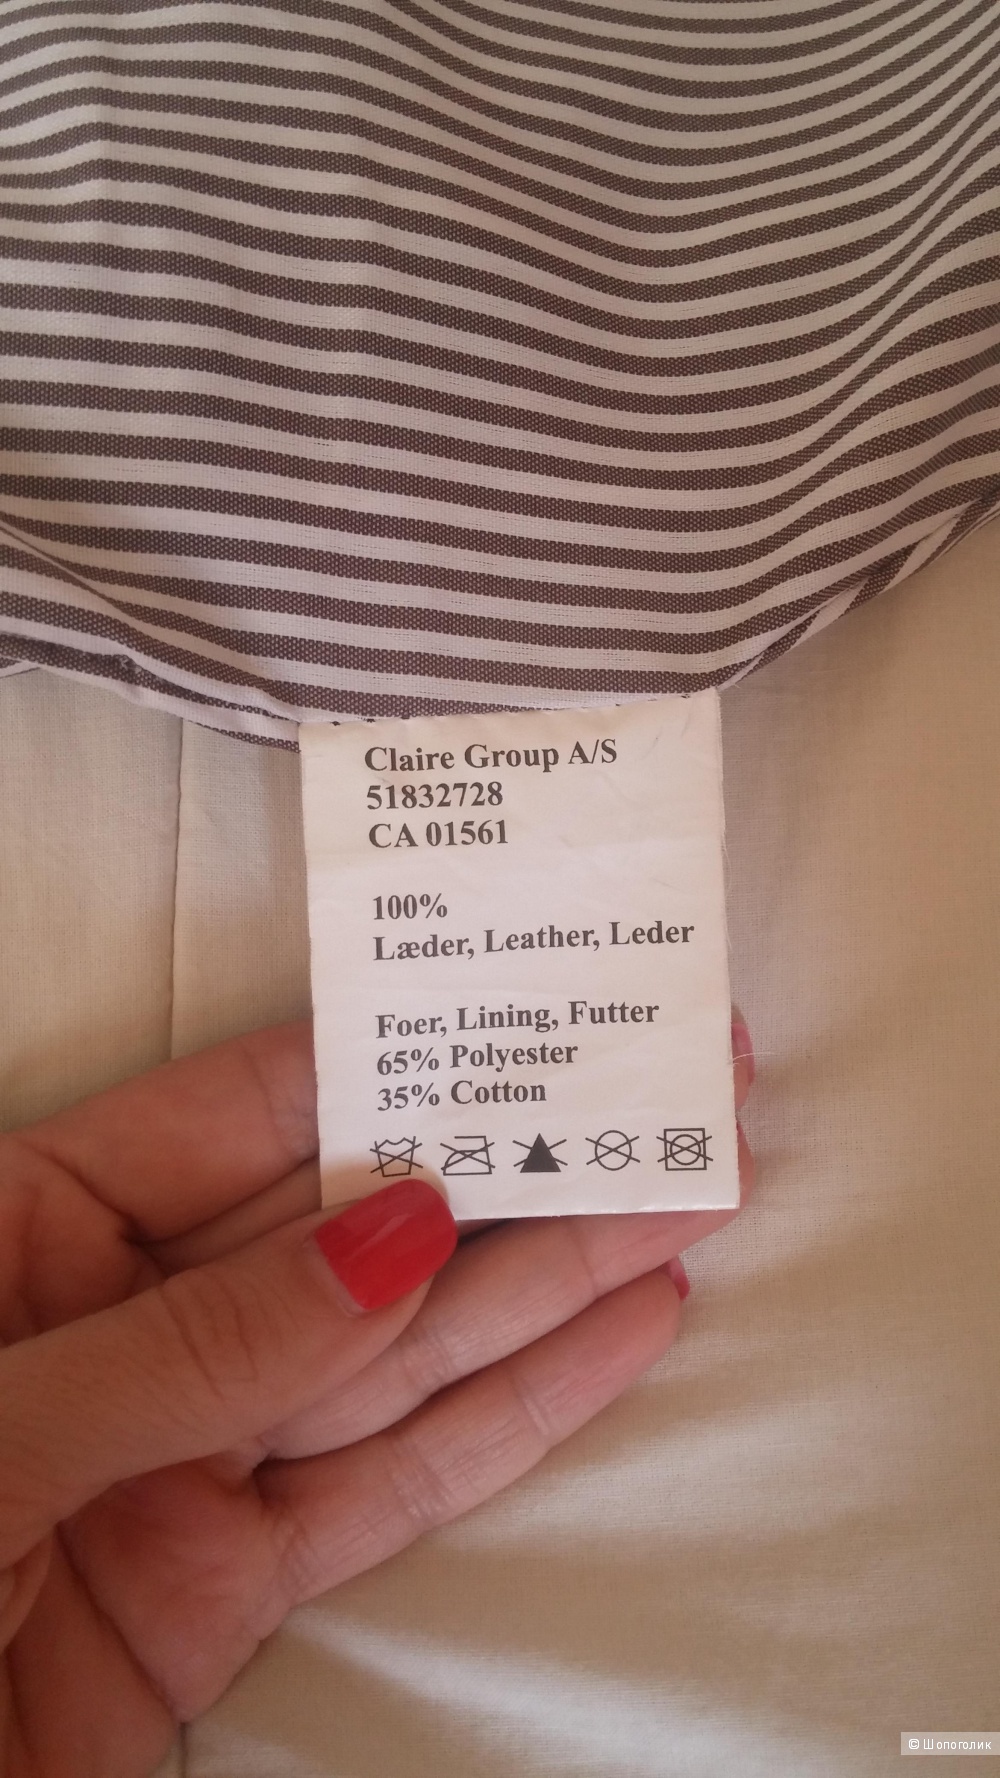 Claire Group A/S
51832728
CA 01561
100%
Læder, Leather, Leder
Foer, Lining, Futter
65% Polyester
35% Cotton
© Шопоголик